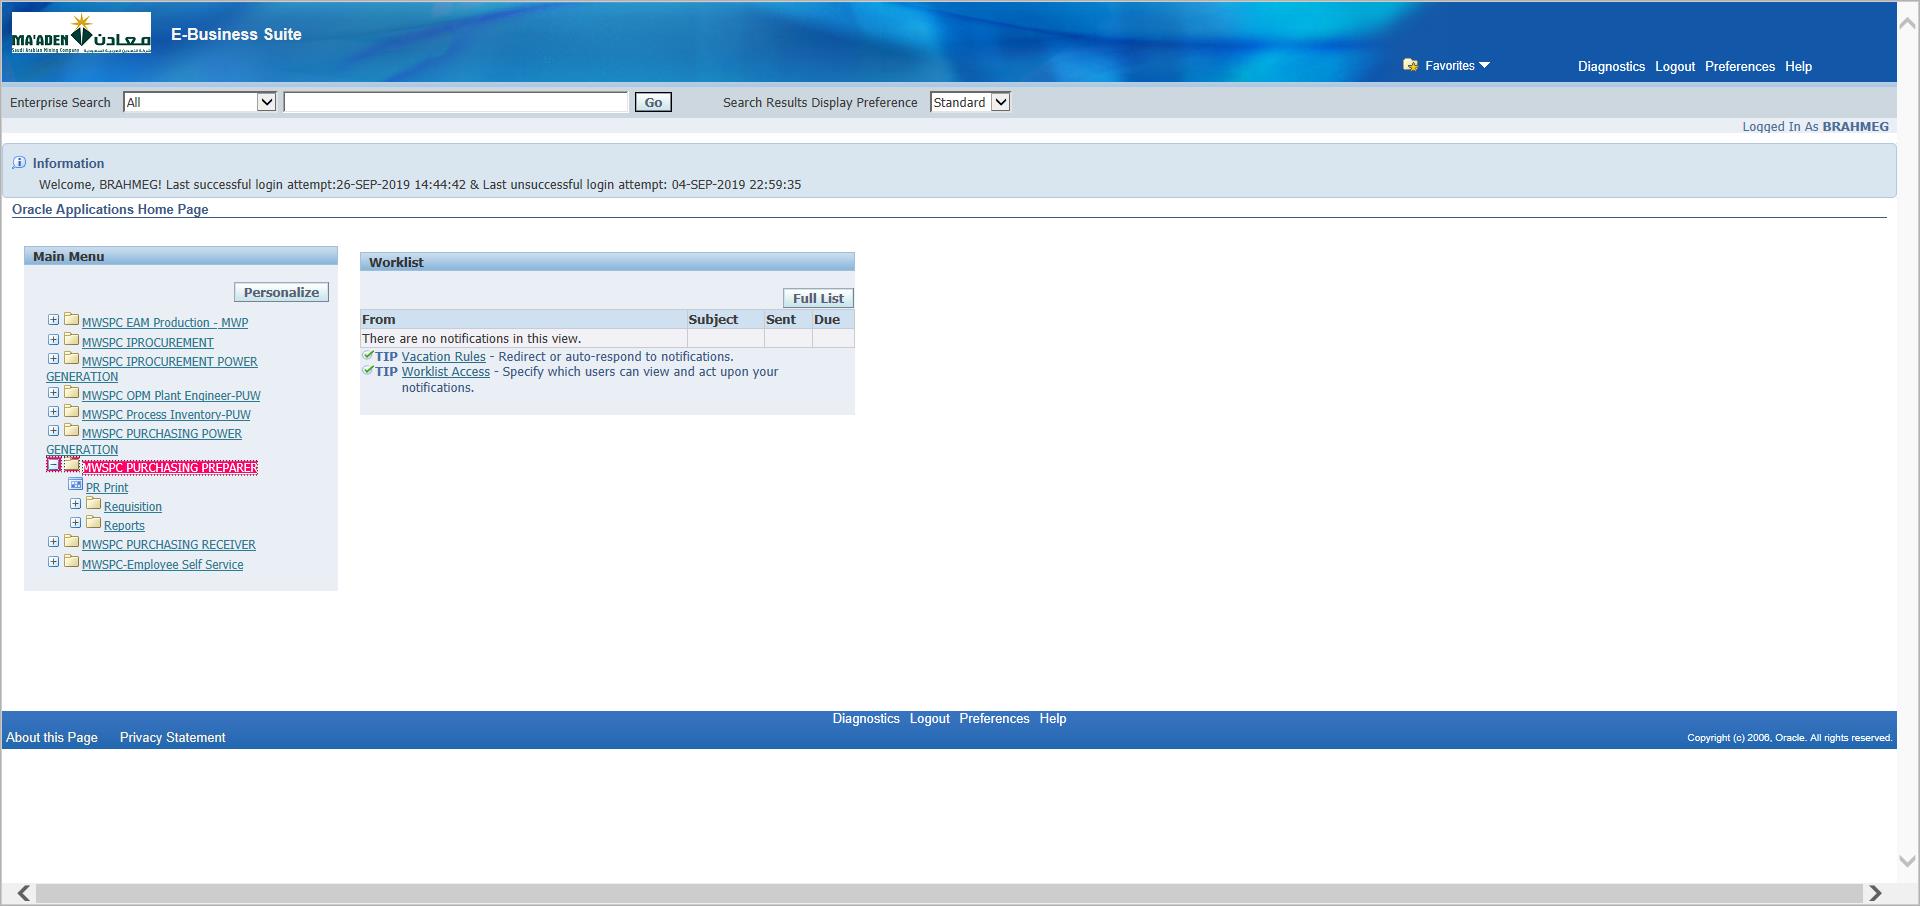 MA'ADEN معادن
Saudi Arabian Mining Company
E-Business Suite
Favorites
Diagnostics Logout Preferences Help
Enterprise Search All Go Search Results Display Preference Standard
Logged In As BRAHMEG
Information
Welcome, BRAHMEG! Last successful login attempt:26-SEP-2019 14:44:42 & Last unsuccessful login attempt: 04-SEP-2019 22:59:35
Oracle Applications Home Page
Main Menu
Personalize
MWSPC EAM Production - MWP
MWSPC IPROCUREMENT
MWSPC IPROCUREMENT POWER
GENERATION
MWSPC OPM Plant Engineer-PUW
MWSPC Process Inventory-PUW
MWSPC PURCHASING POWER
GENERATION
MWSPC PURCHASING PREPARER
PR Print
Requisition
Reports
MWSPC PURCHASING RECEIVER
MWSPC-Employee Self Service
Worklist
Full List
From Subject Sent Due
There are no notifications in this view.
TIP Vacation Rules - Redirect or auto-respond to notifications.
TIP Worklist Access - Specify which users can view and act upon your
notifications.
Diagnostics Logout Preferences Help
About this Page Privacy Statement
Copyright (c) 2006, Oracle. All rights reserved.